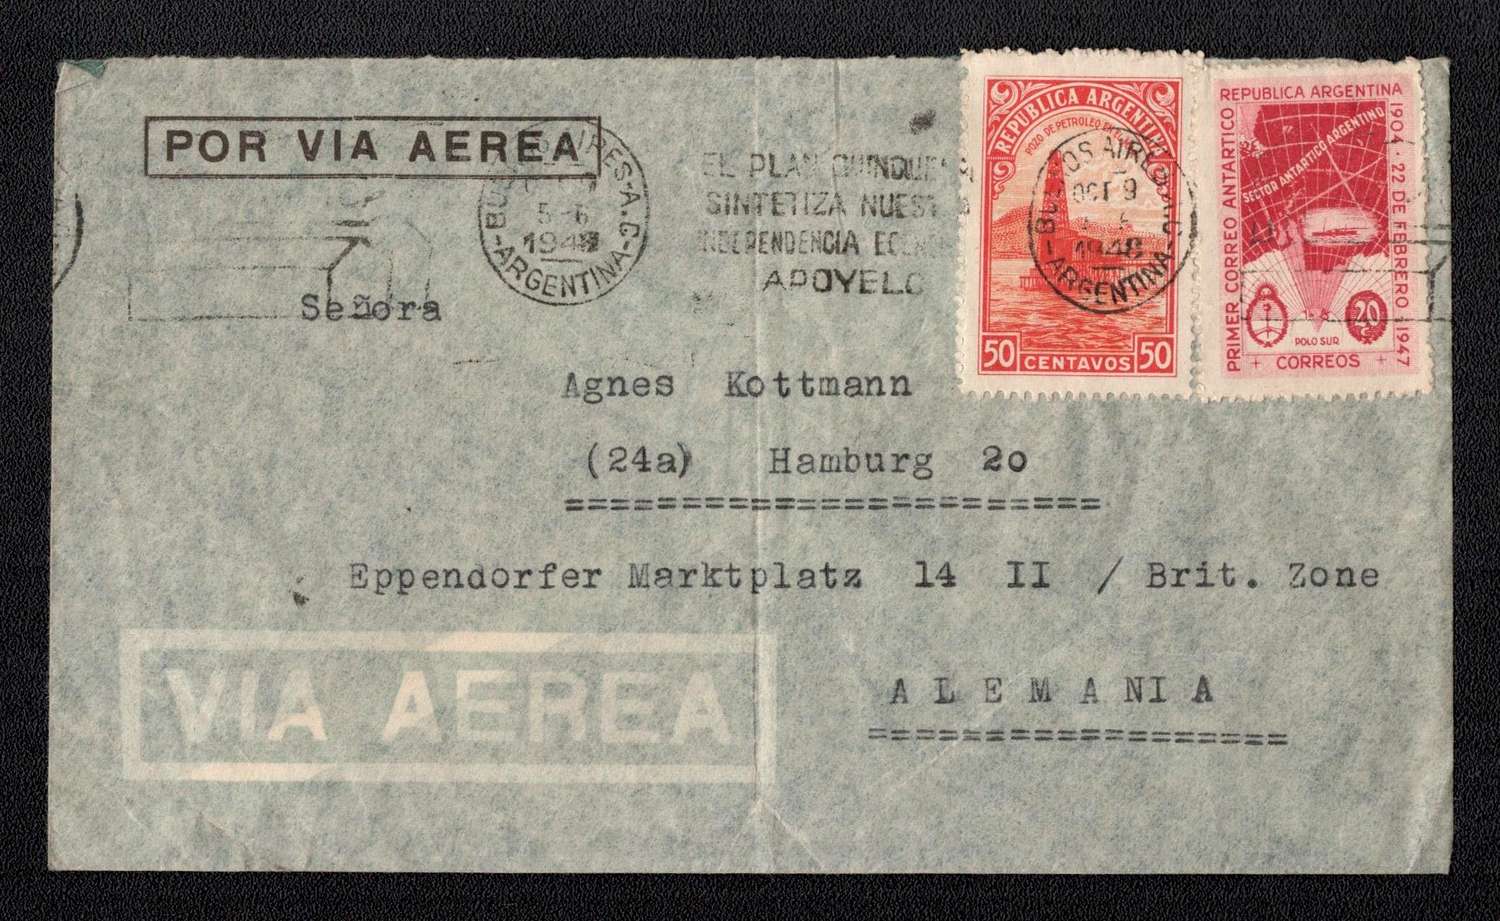 POR VIA AEREA
BUENOS AIRES-A.C-
5-6
1948
-ARGENTINA-
EL PLAN QUINQUENAL
SINTETIZA NUESTRA
INDEPENDENCIA
APOYELO
REPUBLICA ARGENTINA
POZO DE PETROLEO EN
50 CENTAVOS 50
BUENOS AIRES
OCT 9
1948
-ARGENTINA-
REPUBLICA ARGENTINA
PRIMER CORREO ANTARTICO
1904 · 22 DE FEBRERO · 1947
SECTOR ANTARTICO ARGENTINO
20
POLO SUR
+ CORREOS +
Señora
Agnes Kottmann
(24a) Hamburg 20
Eppendorfer Marktplatz 14 II / Brit. Zone
VIA AEREA
ALEMANIA